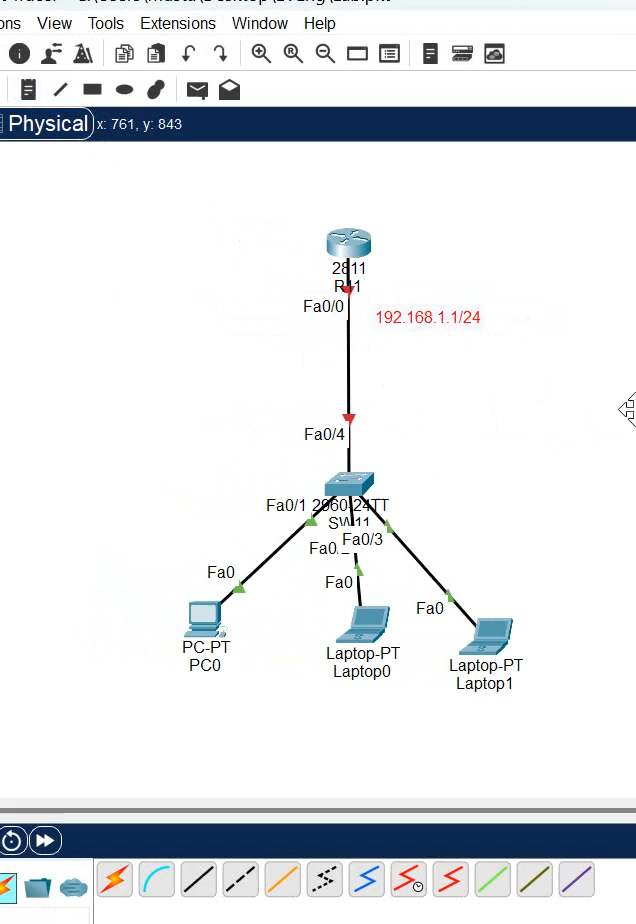 View Tools Extensions Window Help
Physical x: 761, y: 843
2811
Fa0/0
192.168.1.1/24
Fa0/4
Fa0/1 2960-24TT
SW11
Fa0/3
Fa0
Fa0
Fa0
PC-PT
PC0
Laptop-PT
Laptop0
Laptop-PT
Laptop1